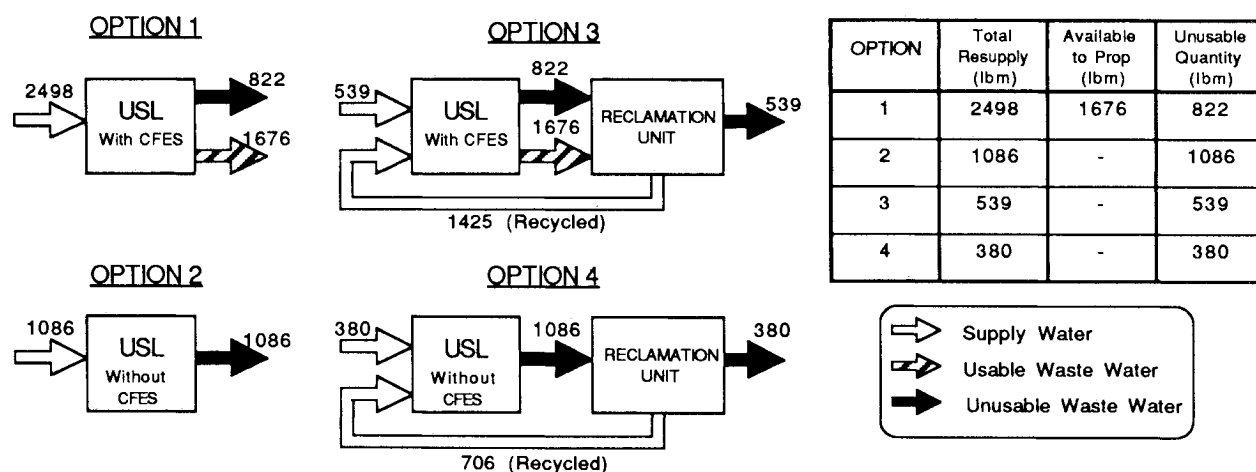 OPTION 1
2498
USL
With CFES
822
1676
OPTION 3
539
USL
With CFES
822
1676
RECLAMATION
UNIT
539
1425 (Recycled)
OPTION 2
1086
USL
Without
CFES
1086
OPTION 4
380
USL
Without
CFES
1086
RECLAMATION
UNIT
380
706 (Recycled)
OPTION
Total
Resupply
(lbm)
Available
to Prop
(lbm)
Unusable
Quantity
(lbm)
1 2498 1676 822
2 1086 - 1086
3 539 - 539
4 380 - 380
Supply Water
Usable Waste Water
Unusable Waste Water